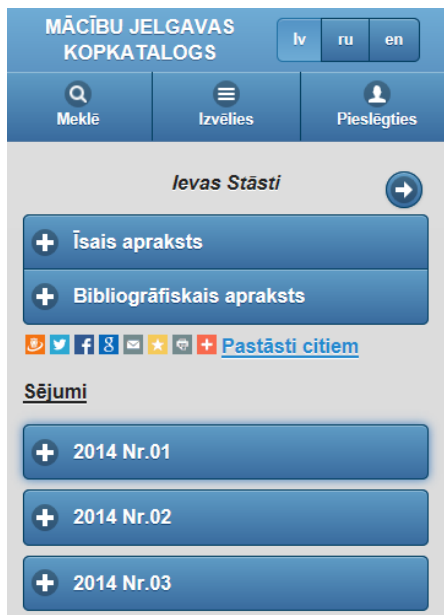 MĀCĪBU JELGAVAS
KOPKATALOGS
lv ru en
Meklē Izvēlies Pieslēgties
Ievas Stāsti
Īsais apraksts
Bibliogrāfiskais apraksts
Pastāsti citiem
Sējumi
2014 Nr.01
2014 Nr.02
2014 Nr.03